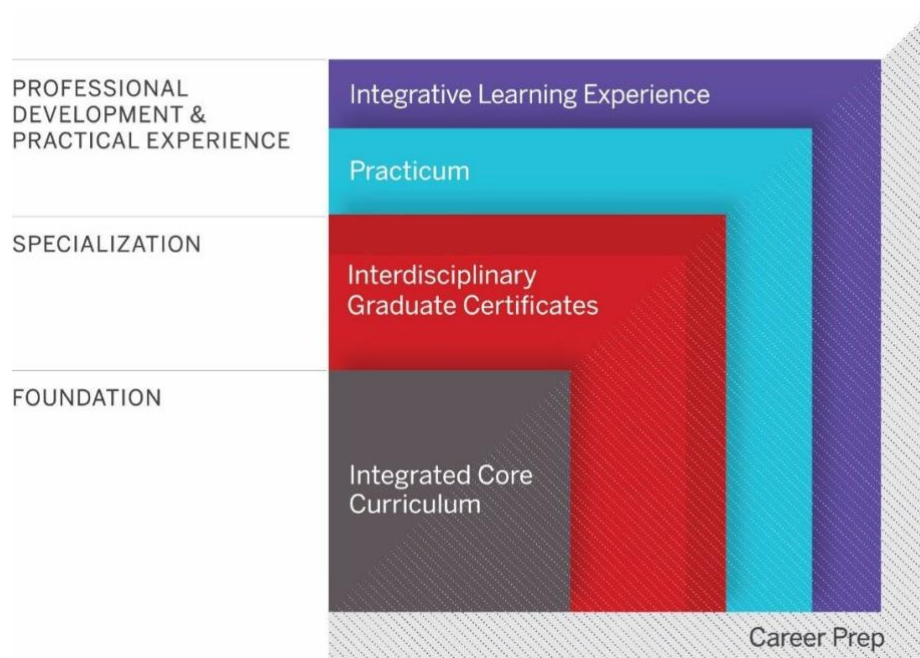 PROFESSIONAL
DEVELOPMENT &
PRACTICAL EXPERIENCE
Integrative Learning Experience
Practicum
SPECIALIZATION
Interdisciplinary
Graduate Certificates
FOUNDATION
Integrated Core
Curriculum
Career Prep